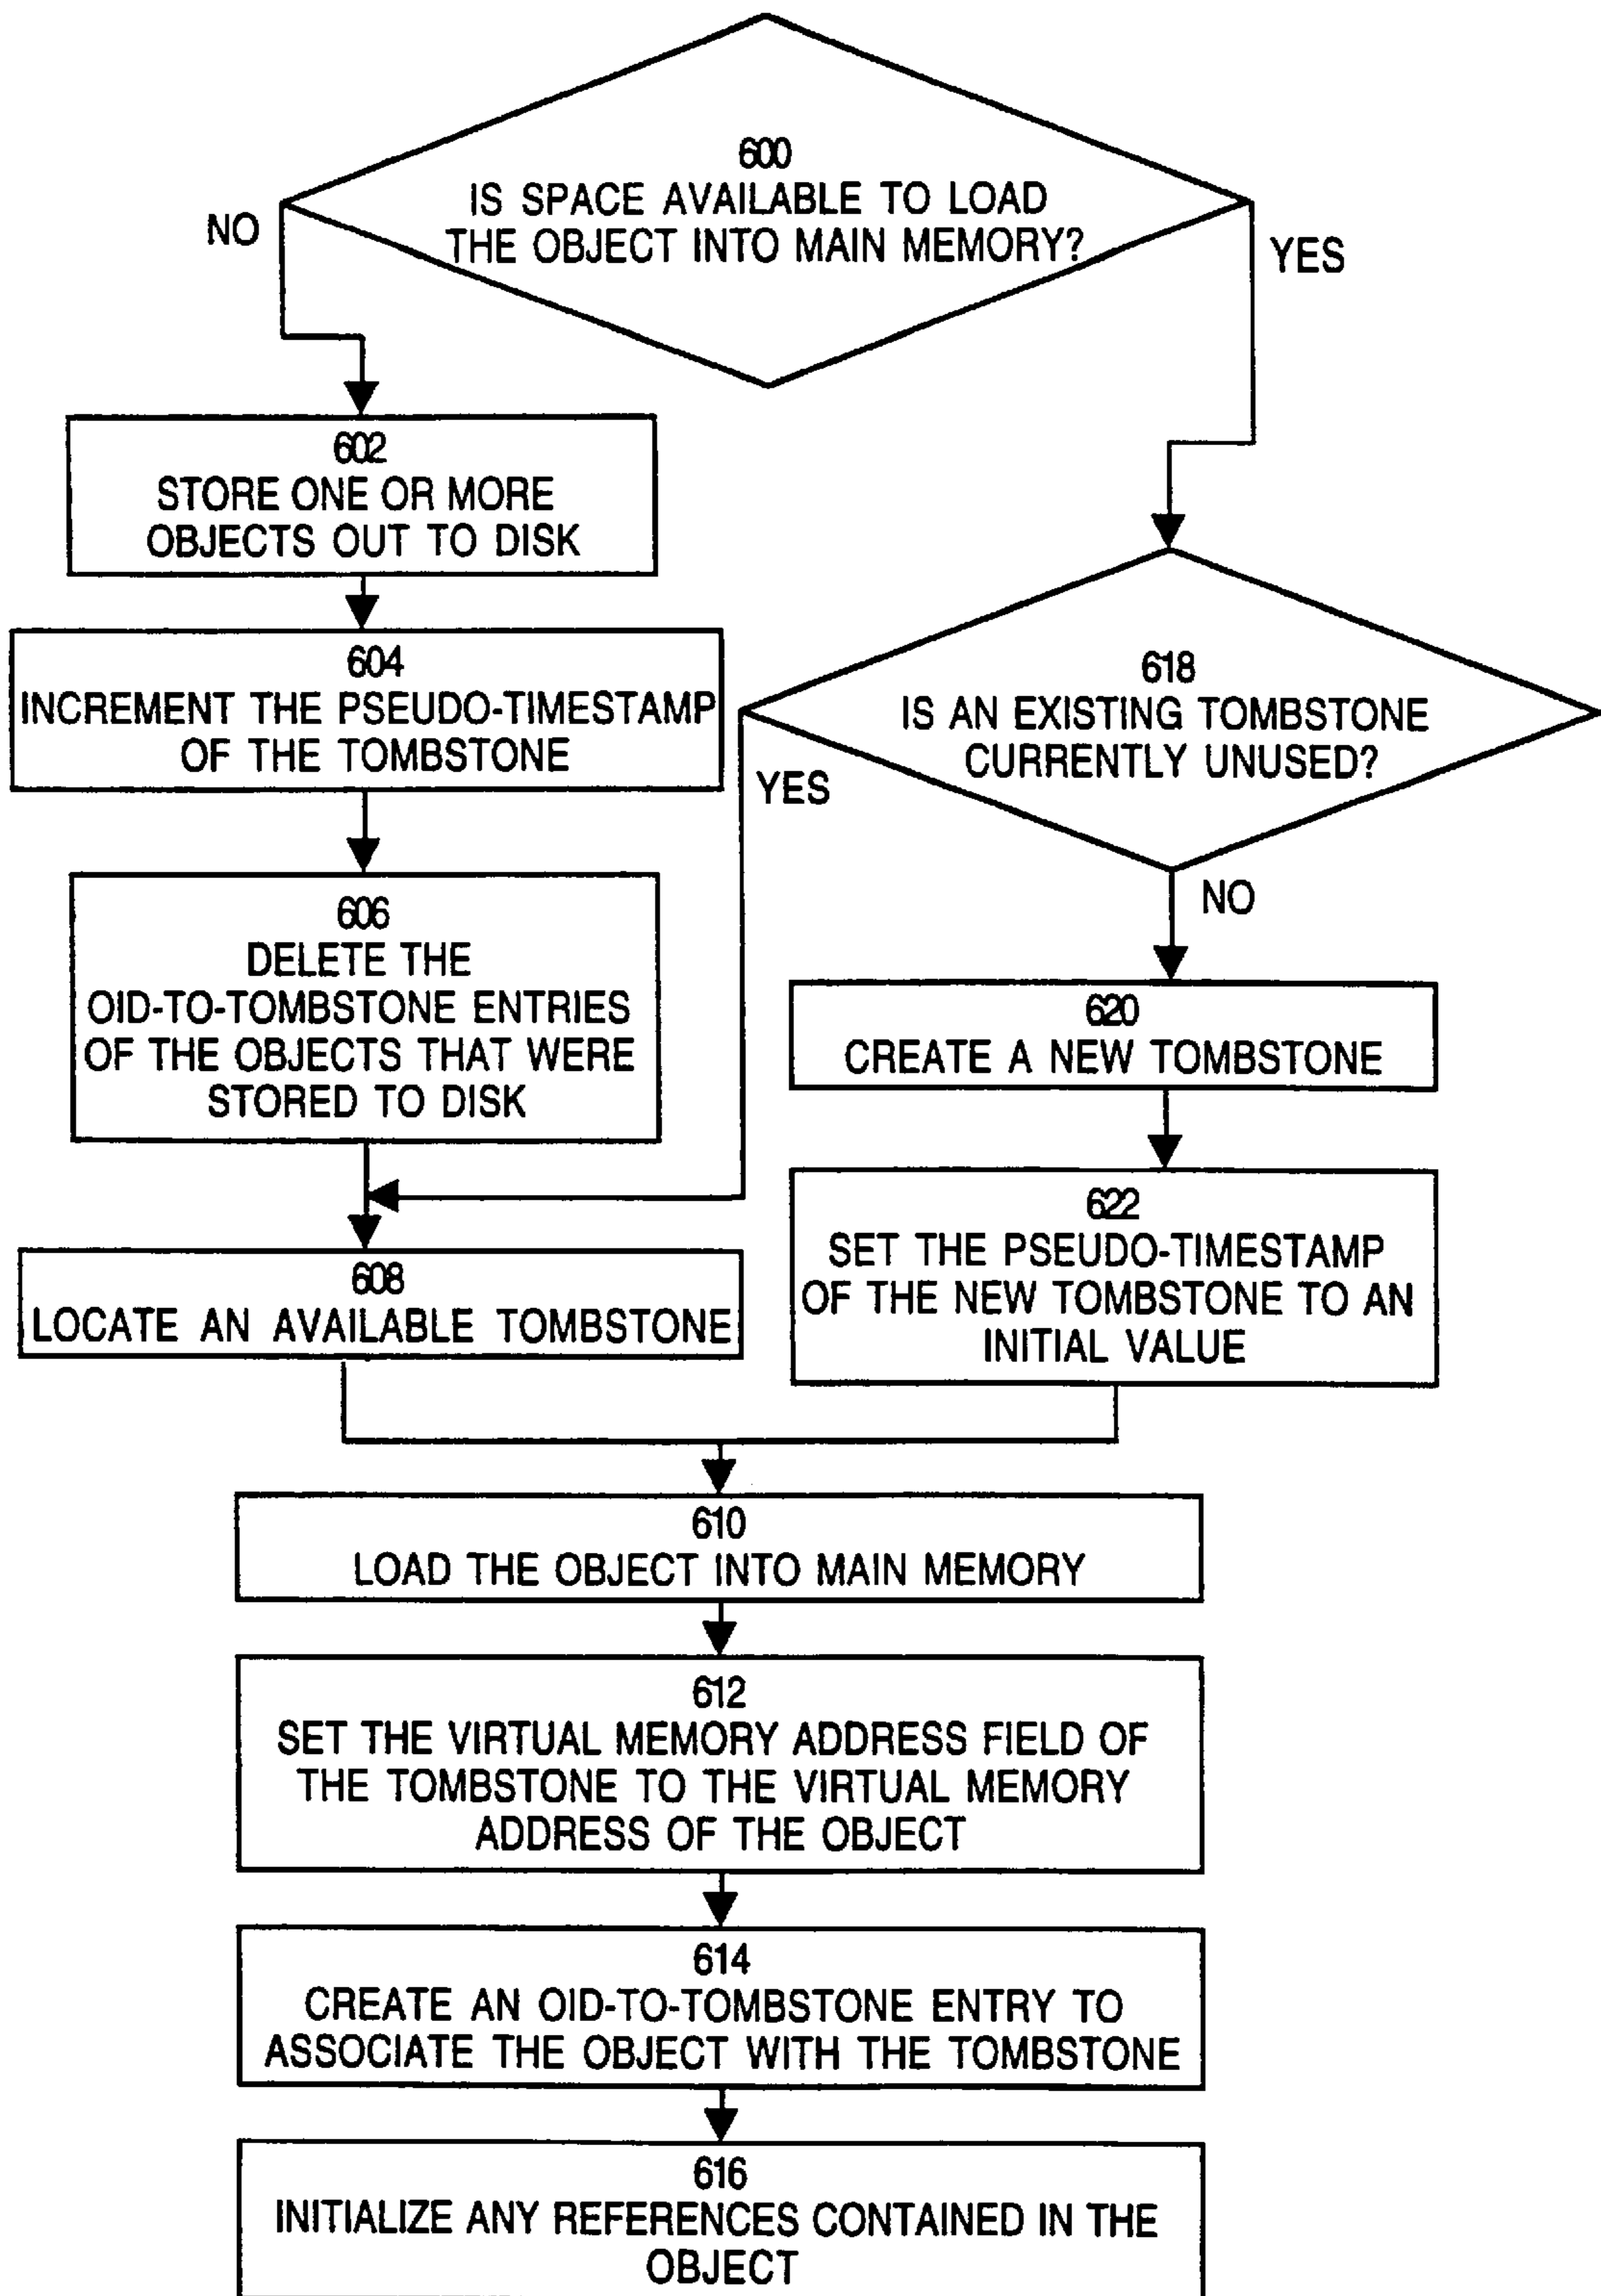 600
IS SPACE AVAILABLE TO LOAD
THE OBJECT INTO MAIN MEMORY?
NO
YES
602
STORE ONE OR MORE
OBJECTS OUT TO DISK
604
INCREMENT THE PSEUDO-TIMESTAMP
OF THE TOMBSTONE
618
IS AN EXISTING TOMBSTONE
CURRENTLY UNUSED?
YES
NO
606
DELETE THE
OID-TO-TOMBSTONE ENTRIES
OF THE OBJECTS THAT WERE
STORED TO DISK
620
CREATE A NEW TOMBSTONE
622
SET THE PSEUDO-TIMESTAMP
OF THE NEW TOMBSTONE TO AN
INITIAL VALUE
608
LOCATE AN AVAILABLE TOMBSTONE
610
LOAD THE OBJECT INTO MAIN MEMORY
612
SET THE VIRTUAL MEMORY ADDRESS FIELD OF
THE TOMBSTONE TO THE VIRTUAL MEMORY
ADDRESS OF THE OBJECT
614
CREATE AN OID-TO-TOMBSTONE ENTRY TO
ASSOCIATE THE OBJECT WITH THE TOMBSTONE
616
INITIALIZE ANY REFERENCES CONTAINED IN THE
OBJECT